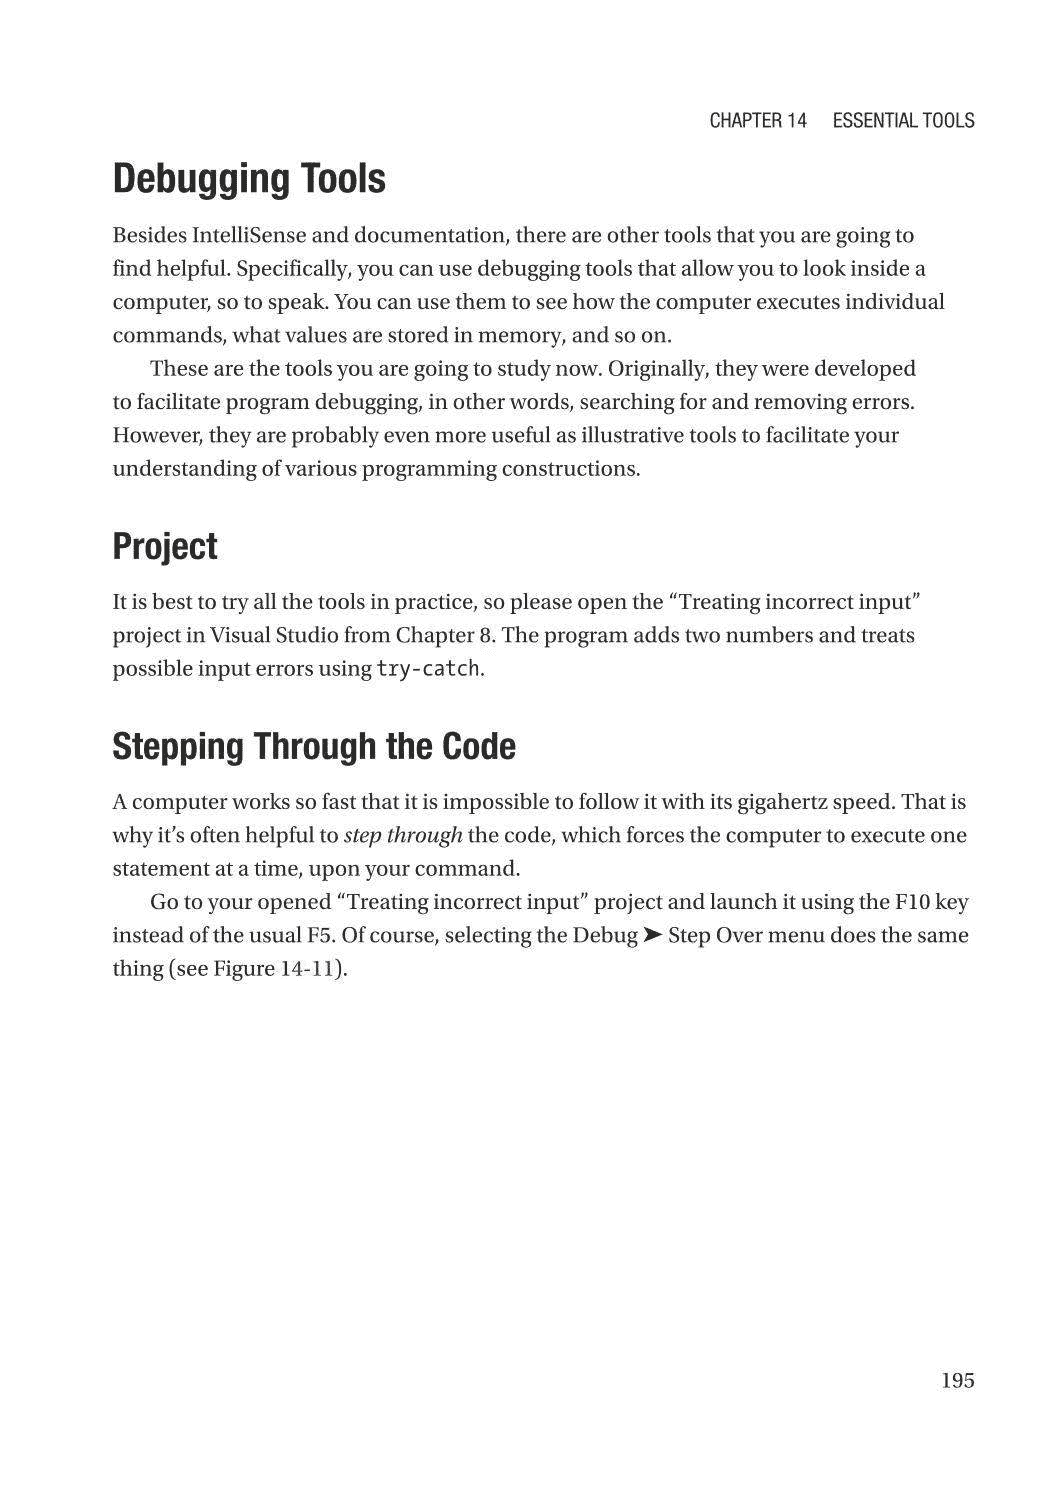 CHAPTER 14 ESSENTIAL TOOLS
Debugging Tools
Besides IntelliSense and documentation, there are other tools that you are going to
find helpful. Specifically, you can use debugging tools that allow you to look inside a
computer, so to speak. You can use them to see how the computer executes individual
commands, what values are stored in memory, and so on.
These are the tools you are going to study now. Originally, they were developed
to facilitate program debugging, in other words, searching for and removing errors.
However, they are probably even more useful as illustrative tools to facilitate your
understanding of various programming constructions.
Project
It is best to try all the tools in practice, so please open the “Treating incorrect input”
project in Visual Studio from Chapter 8. The program adds two numbers and treats
possible input errors using try-catch.
Stepping Through the Code
A computer works so fast that it is impossible to follow it with its gigahertz speed. That is
why it’s often helpful to step through the code, which forces the computer to execute one
statement at a time, upon your command.
Go to your opened “Treating incorrect input” project and launch it using the F10 key
instead of the usual F5. Of course, selecting the Debug ➤ Step Over menu does the same
thing (see Figure 14-11).
195